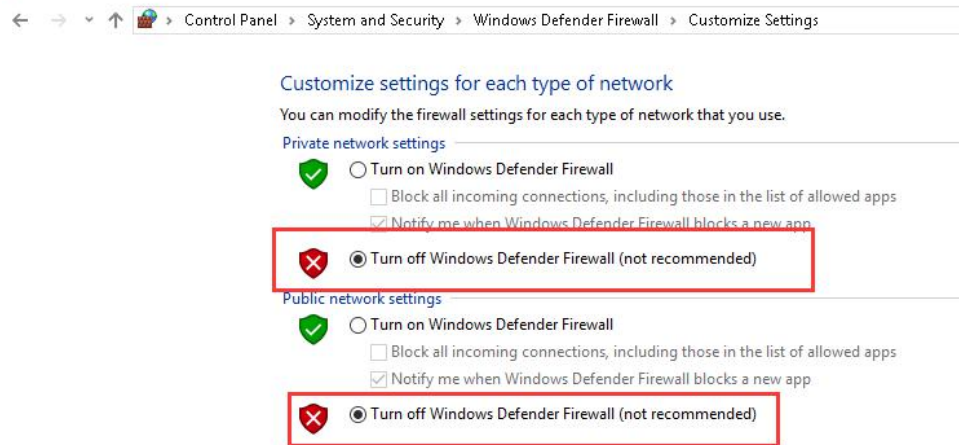 Control Panel > System and Security > Windows Defender Firewall > Customize Settings
Customize settings for each type of network
You can modify the firewall settings for each type of network that you use.
Private network settings
Turn on Windows Defender Firewall
Block all incoming connections, including those in the list of allowed apps
Notify me when Windows Defender Firewall blocks a new app
Turn off Windows Defender Firewall (not recommended)
Public network settings
Turn on Windows Defender Firewall
Block all incoming connections, including those in the list of allowed apps
Notify me when Windows Defender Firewall blocks a new app
Turn off Windows Defender Firewall (not recommended)